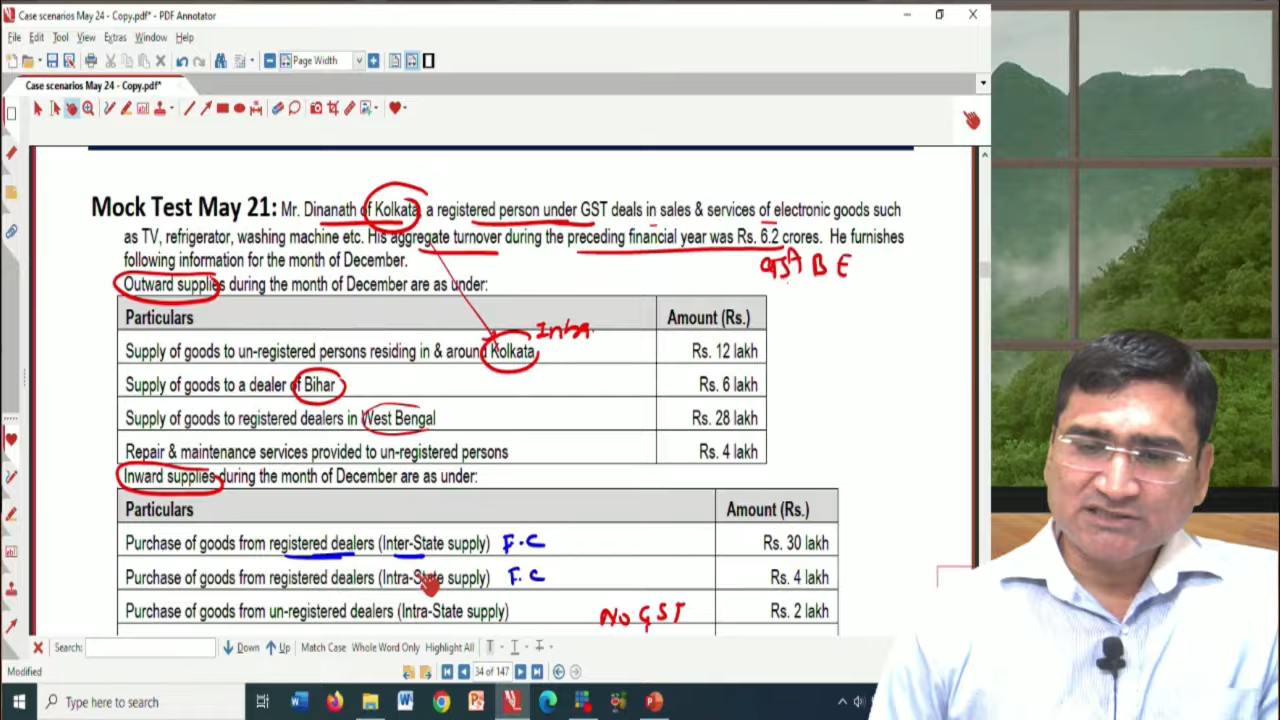 Case scenarios May 24 - Copy.pdf* - PDF Annotator
File Edit Tool View Extras Window Help
Page Width
Case scenarios May 24 - Copy.pdf*
Mock Test May 21: Mr. Dinanath of Kolkata, a registered person under GST deals in sales & services of electronic goods such
as TV, refrigerator, washing machine etc. His aggregate turnover during the preceding financial year was Rs. 6.2 crores. He furnishes
following information for the month of December.
B E
Outward supplies during the month of December are as under:
Particulars Amount (Rs.)
Supply of goods to un-registered persons residing in & around Kolkata Rs. 12 lakh
Supply of goods to a dealer of Bihar Rs. 6 lakh
Supply of goods to registered dealers in West Bengal Rs. 28 lakh
Repair & maintenance services provided to un-registered persons Rs. 4 lakh
Inward supplies during the month of December are as under:
Particulars Amount (Rs.)
Purchase of goods from registered dealers (Inter-State supply) F.C Rs. 30 lakh
Purchase of goods from registered dealers (Intra-State supply) F.C Rs. 4 lakh
Purchase of goods from un-registered dealers (Intra-State supply) No GST Rs. 2 lakh
Search: Down Up Match Case Whole Word Only Highlight All
Modified 34 of 147
Type here to search